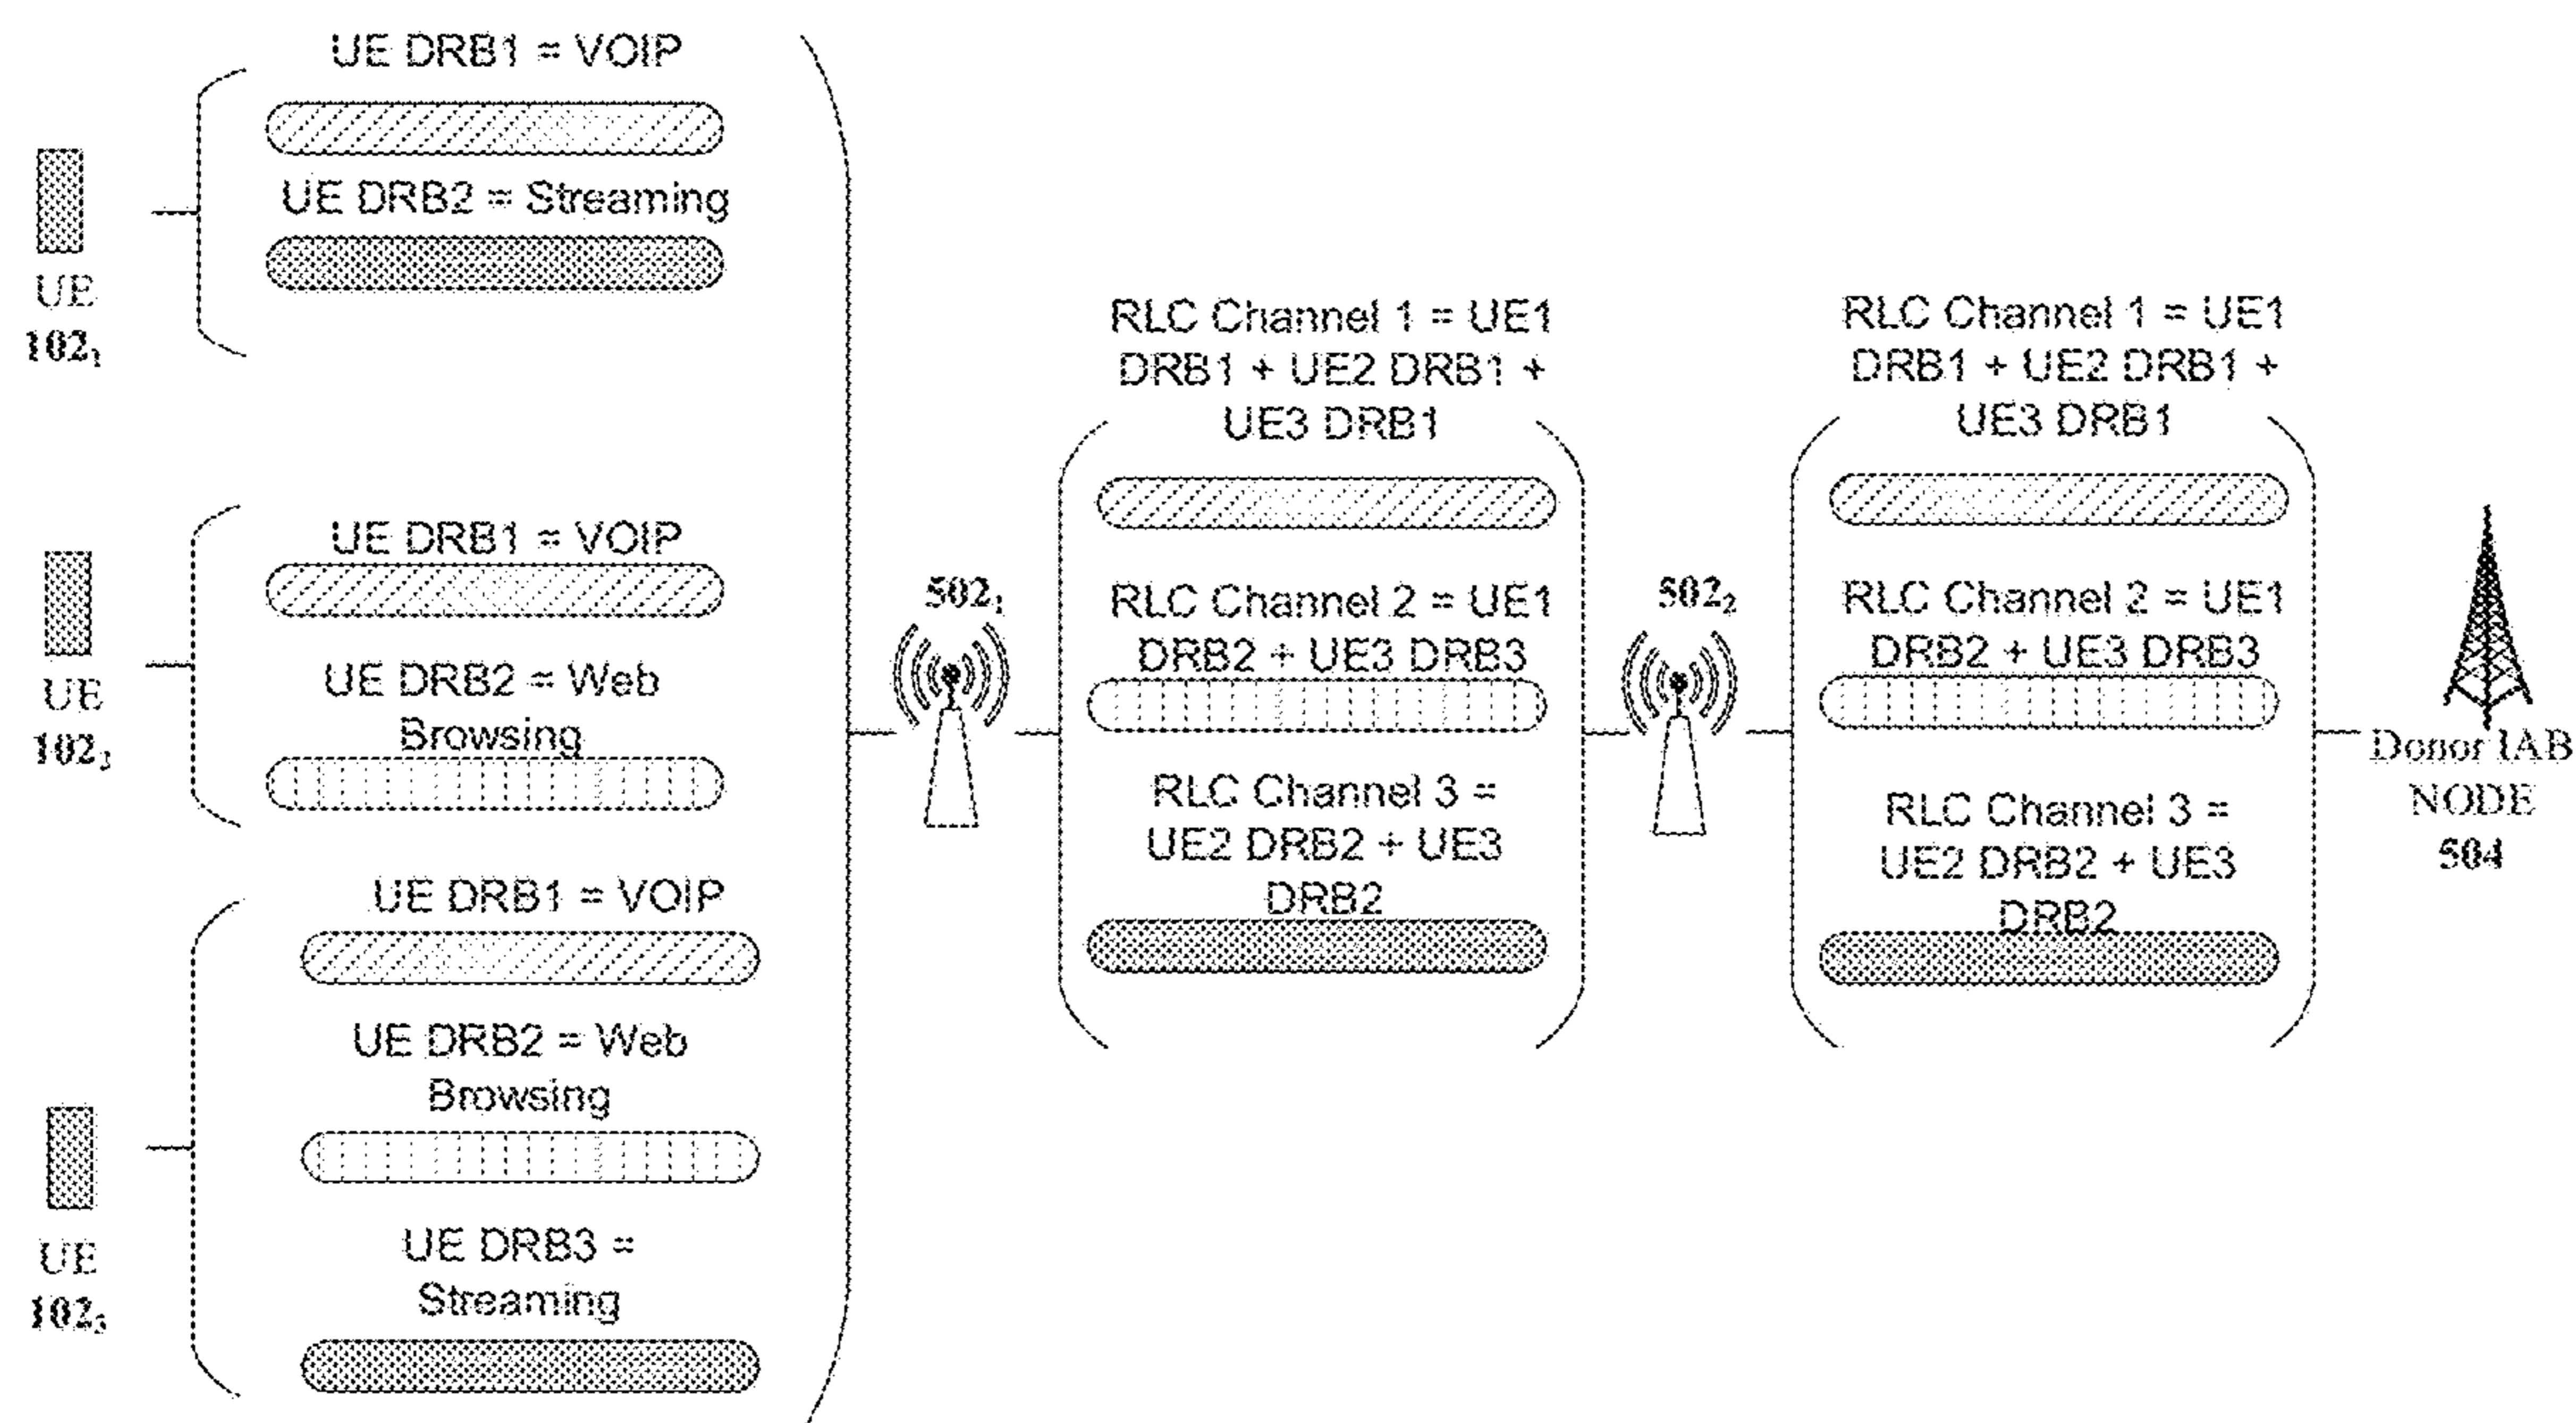 UE DRB1 = VOIP
UE DRB2 = Streaming
UE
102₁
UE DRB1 = VOIP
UE DRB2 = Web
Browsing
UE
102₂
UE DRB1 = VOIP
UE DRB2 = Web
Browsing
UE DRB3 =
Streaming
UE
102₃
502₁
RLC Channel 1 = UE1
DRB1 + UE2 DRB1 +
UE3 DRB1
RLC Channel 2 = UE1
DRB2 + UE3 DRB3
RLC Channel 3 =
UE2 DRB2 + UE3
DRB2
502₂
RLC Channel 1 = UE1
DRB1 + UE2 DRB1 +
UE3 DRB1
RLC Channel 2 = UE1
DRB2 + UE3 DRB3
RLC Channel 3 =
UE2 DRB2 + UE3
DRB2
Donor IAB
NODE
504